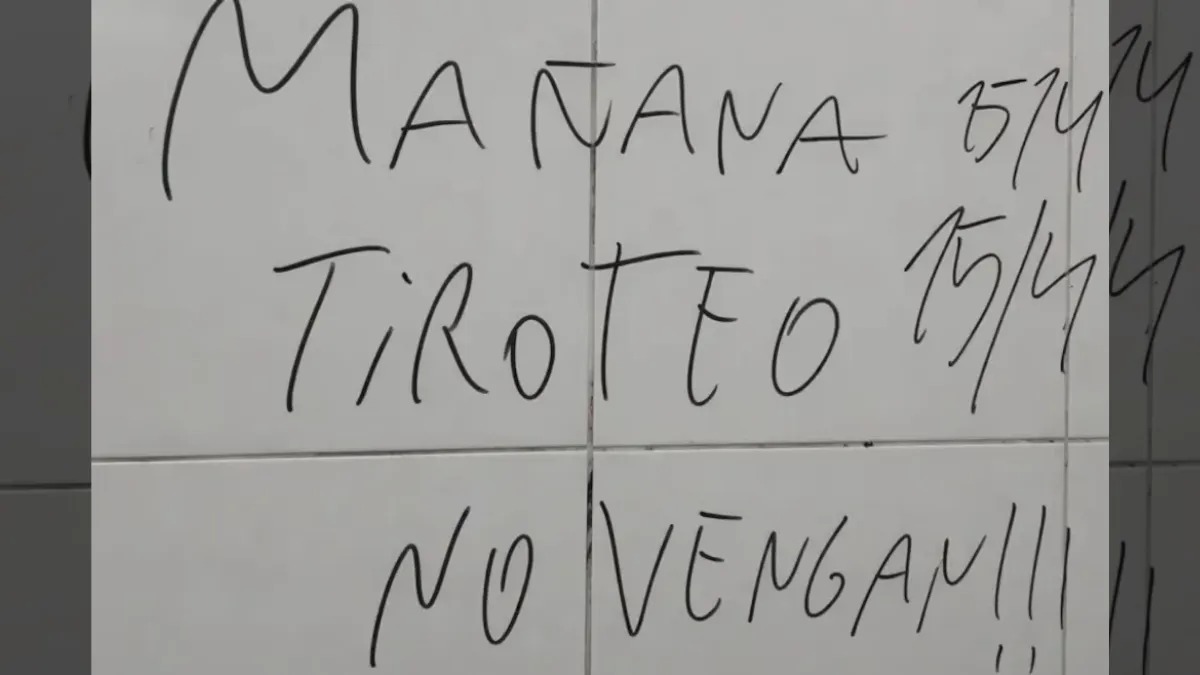 MAÑANA 15/4
TiROTEO 15/4
NO VENGAN!!!